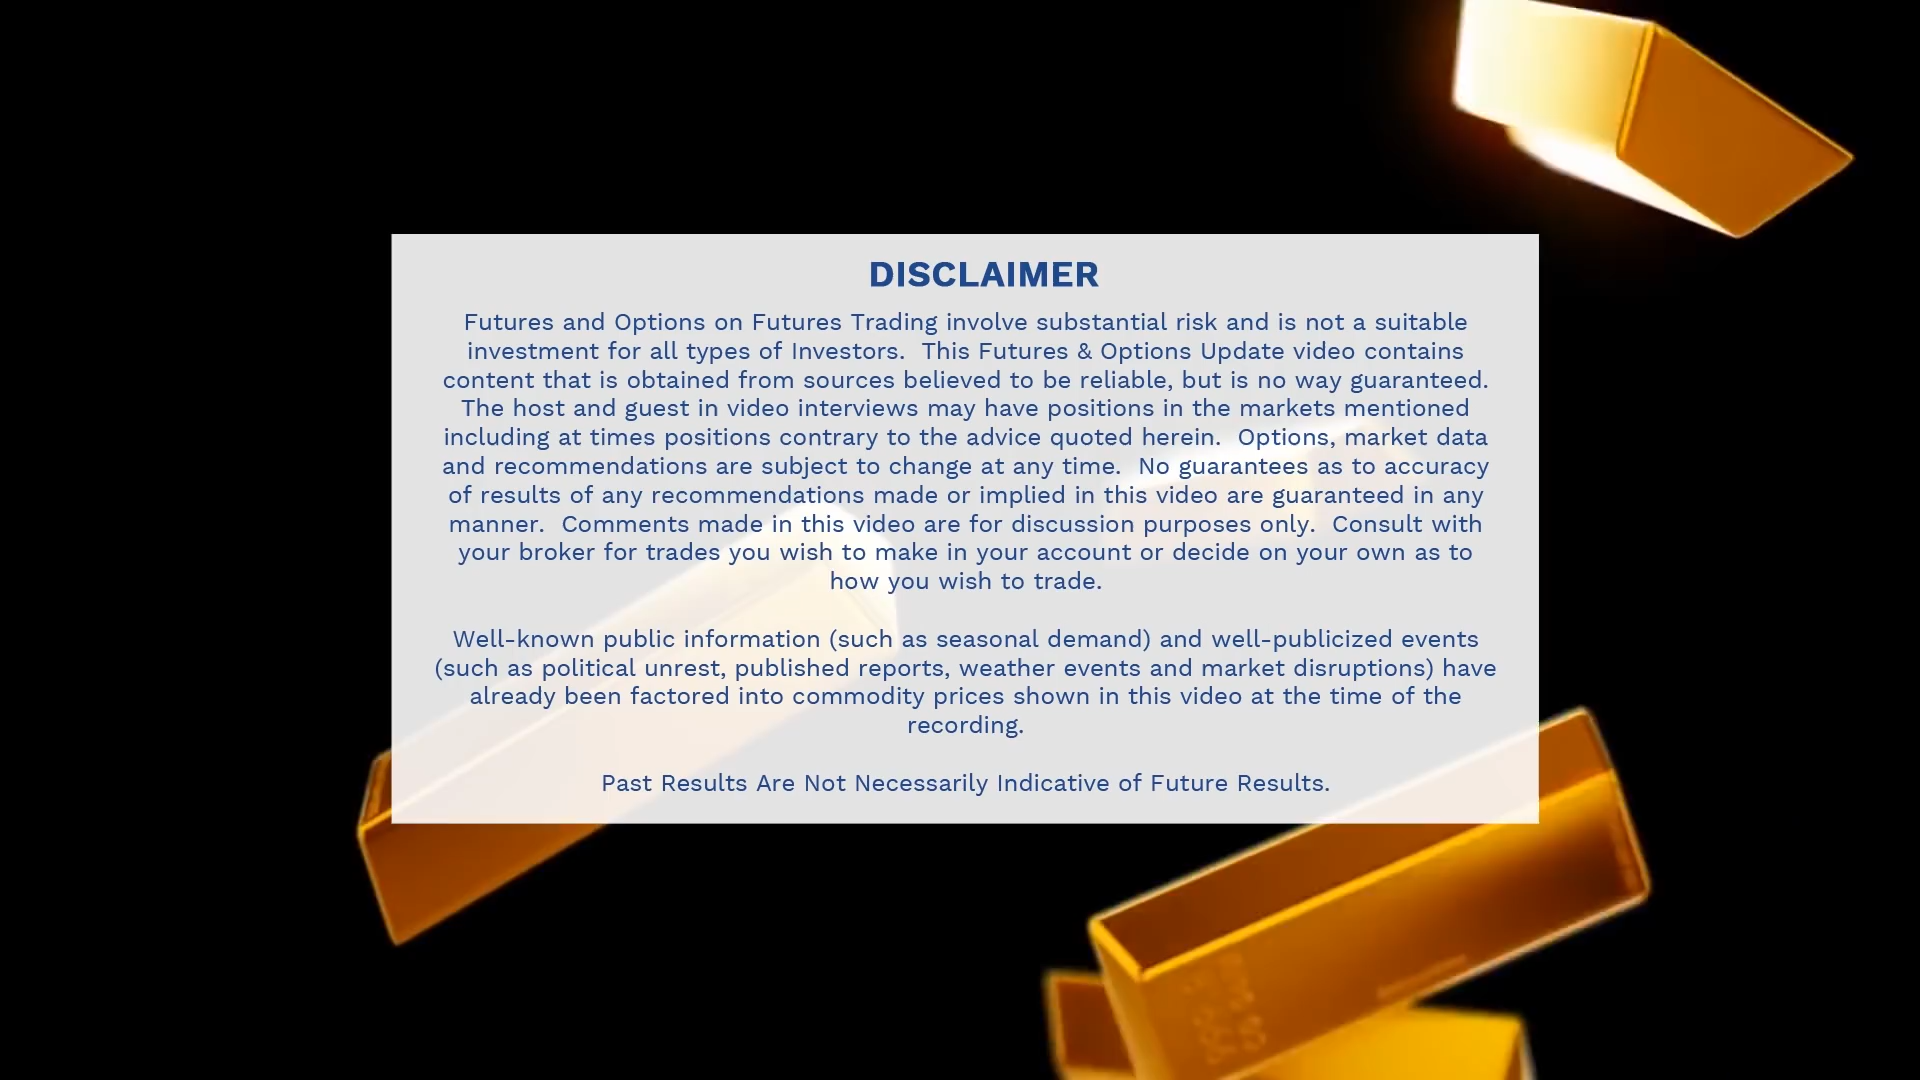 DISCLAIMER
Futures and Options on Futures Trading involve substantial risk and is not a suitable
investment for all types of Investors.  This Futures & Options Update video contains
content that is obtained from sources believed to be reliable, but is no way guaranteed.
The host and guest in video interviews may have positions in the markets mentioned
including at times positions contrary to the advice quoted herein.  Options, market data
and recommendations are subject to change at any time.  No guarantees as to accuracy
of results of any recommendations made or implied in this video are guaranteed in any
manner.  Comments made in this video are for discussion purposes only.  Consult with
your broker for trades you wish to make in your account or decide on your own as to
how you wish to trade.
Well-known public information (such as seasonal demand) and well-publicized events
(such as political unrest, published reports, weather events and market disruptions) have
already been factored into commodity prices shown in this video at the time of the
recording.
Past Results Are Not Necessarily Indicative of Future Results.